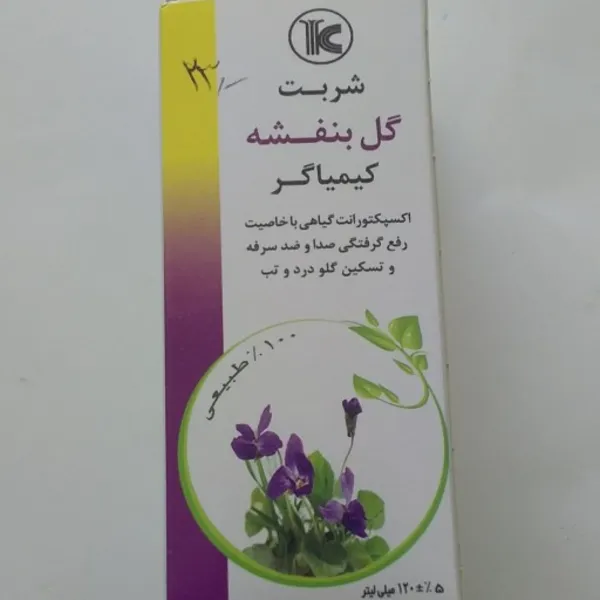 TKC
شربت
گل بنفشه
کیمیاگر
اکسپکتورانت گیاهی با خاصیت
رفع گرفتگی صدا و ضد سرفه
و تسکین گلو درد و تب
۱۰۰٪ طبیعی
۵٪±۱۲۰ میلی لیتر